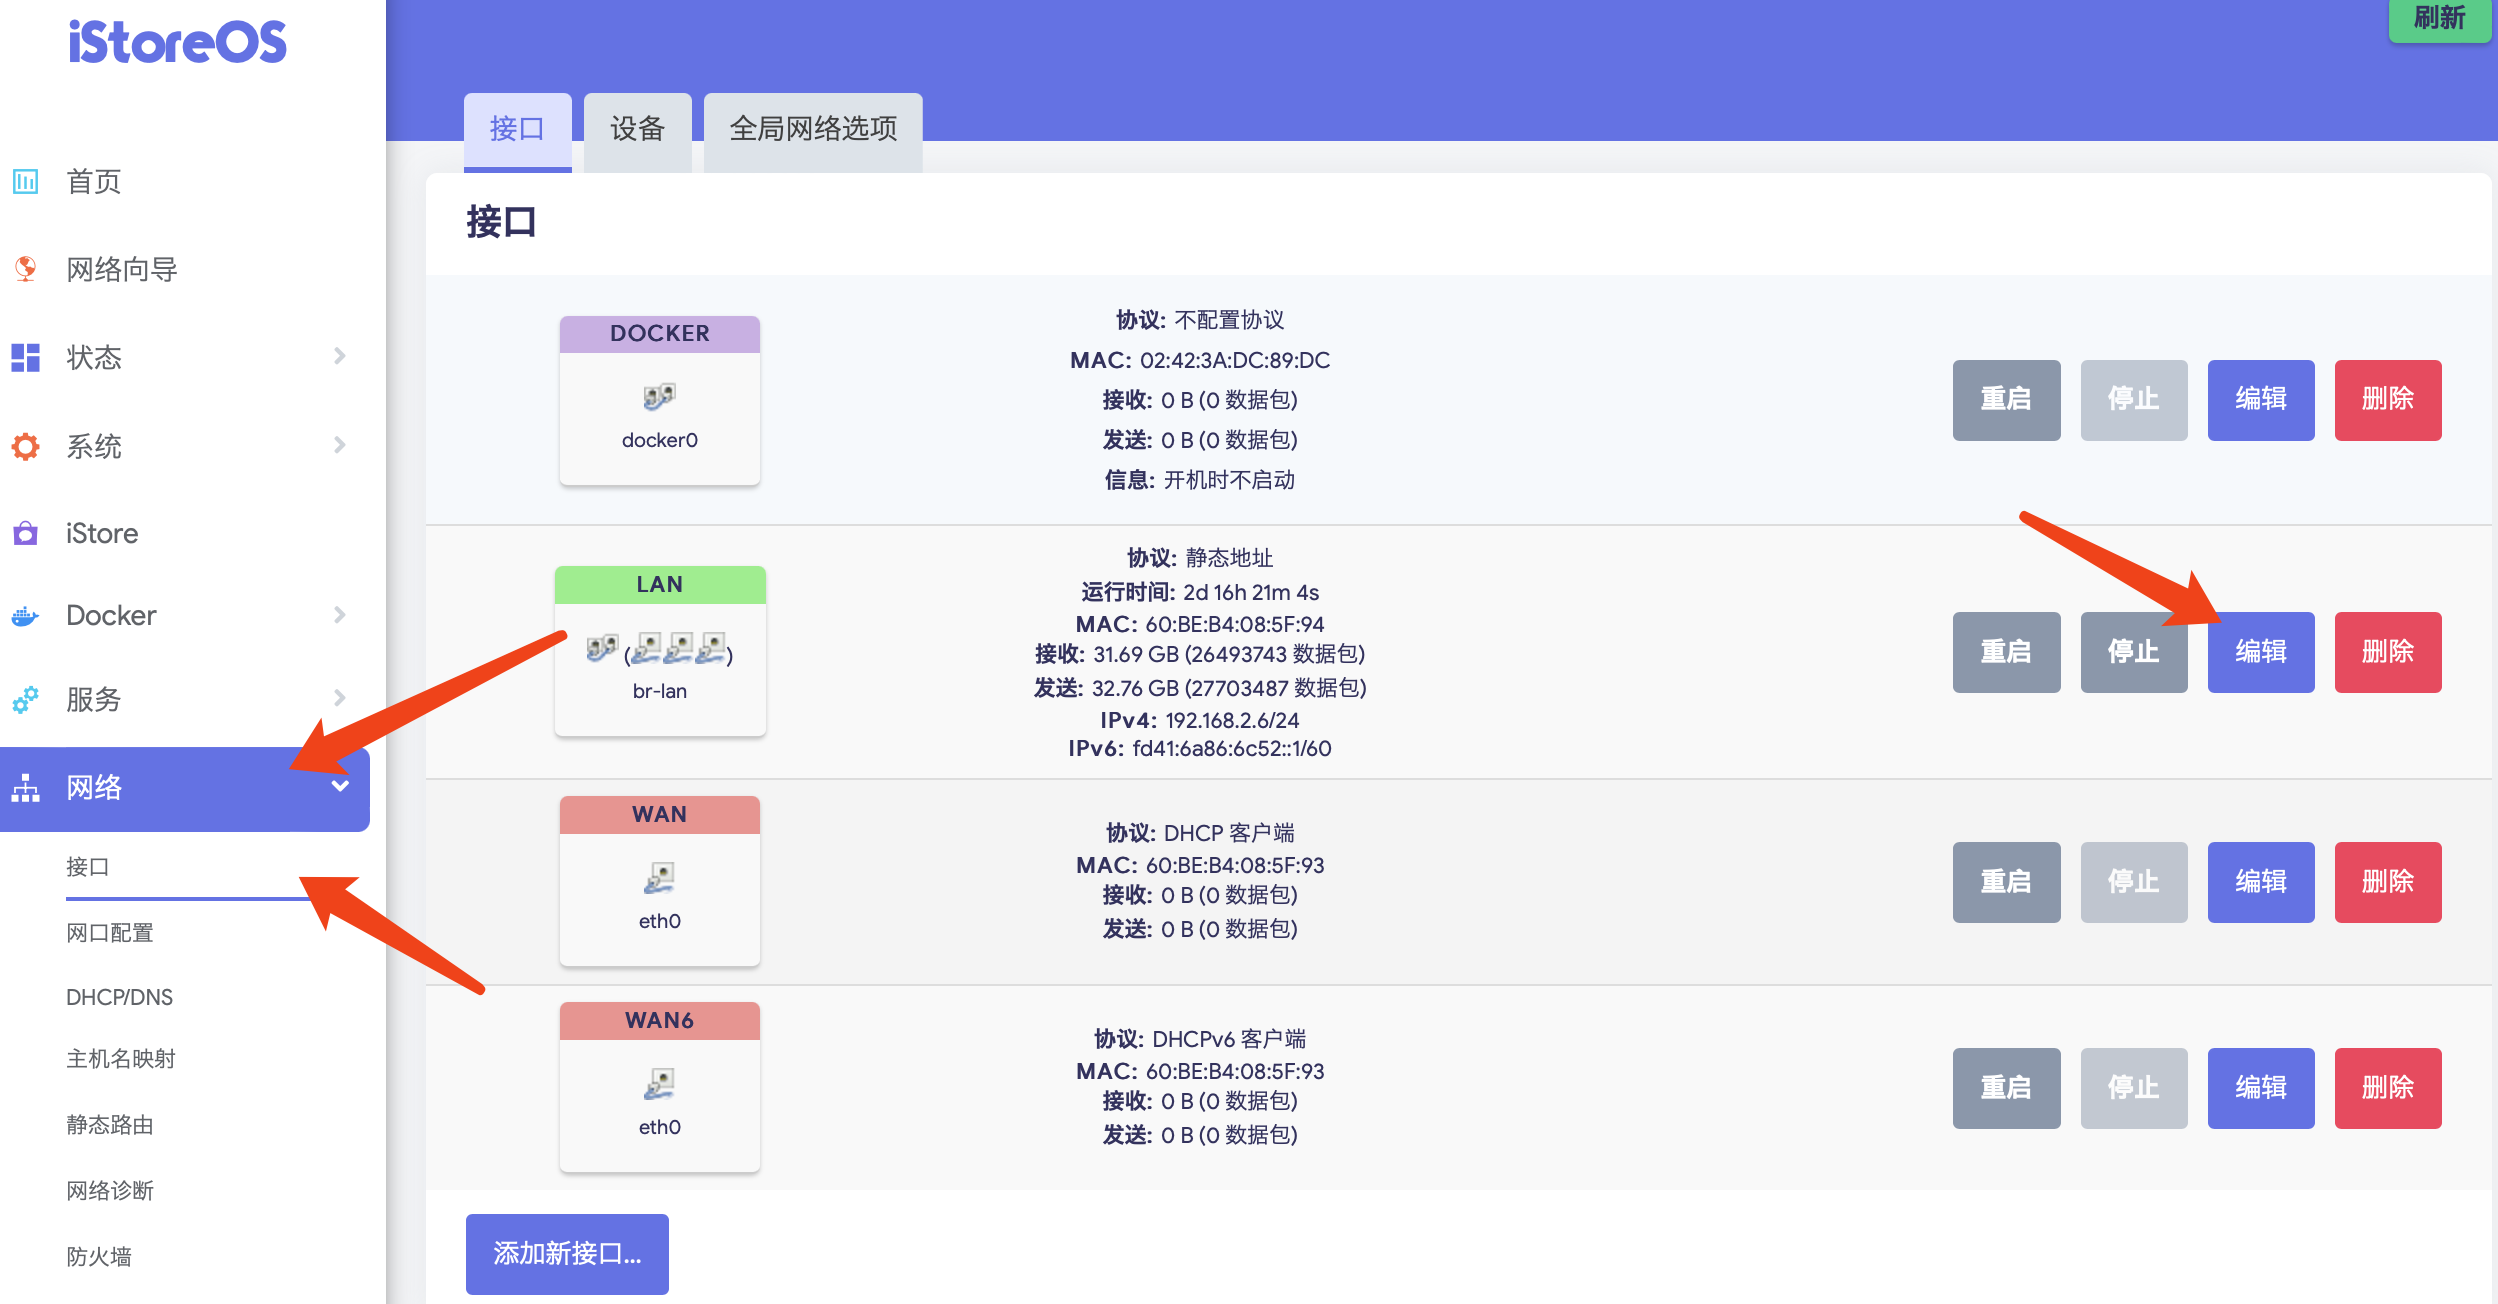 iStoreOS
首页
网络向导
状态
系统
iStore
Docker
服务
网络
接口
网口配置
DHCP/DNS
主机名映射
静态路由
网络诊断
防火墙
刷新
接口
设备
全局网络选项
接口
DOCKER
docker0
协议: 不配置协议
MAC: 02:42:3A:DC:89:DC
接收: 0 B (0 数据包)
发送: 0 B (0 数据包)
信息: 开机时不启动
重启
停止
编辑
删除
LAN
( )
br-lan
协议: 静态地址
运行时间: 2d 16h 21m 4s
MAC: 60:BE:B4:08:5F:94
接收: 31.69 GB (26493743 数据包)
发送: 32.76 GB (27703487 数据包)
IPv4: 192.168.2.6/24
IPv6: fd41:6a86:6c52::1/60
重启
停止
编辑
删除
WAN
eth0
协议: DHCP 客户端
MAC: 60:BE:B4:08:5F:93
接收: 0 B (0 数据包)
发送: 0 B (0 数据包)
重启
停止
编辑
删除
WAN6
eth0
协议: DHCPv6 客户端
MAC: 60:BE:B4:08:5F:93
接收: 0 B (0 数据包)
发送: 0 B (0 数据包)
重启
停止
编辑
删除
添加新接口...